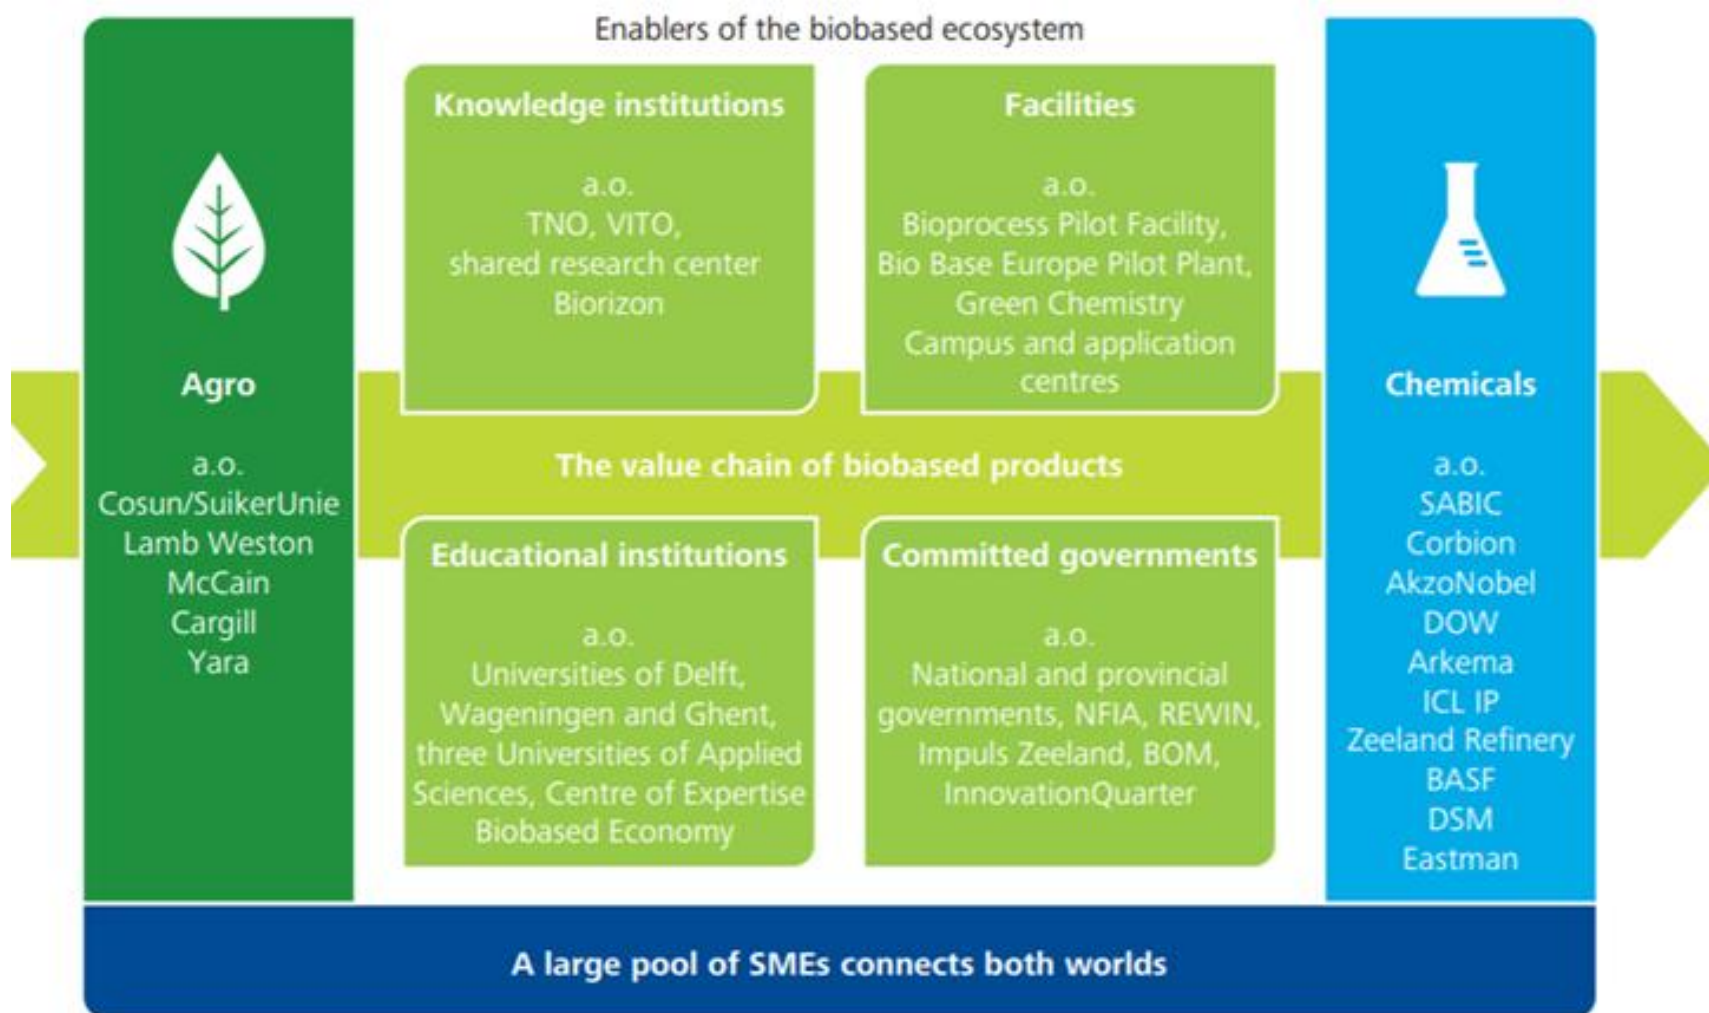 Enablers of the biobased ecosystem
Agro
a.o.
Cosun/SuikerUnie
Lamb Weston
McCain
Cargill
Yara
Knowledge institutions
a.o.
TNO, VITO,
shared research center
Biorizon
Facilities
a.o.
Bioprocess Pilot Facility,
Bio Base Europe Pilot Plant,
Green Chemistry
Campus and application
centres
The value chain of biobased products
Educational institutions
a.o.
Universities of Delft,
Wageningen and Ghent,
three Universities of Applied
Sciences, Centre of Expertise
Biobased Economy
Committed governments
a.o.
National and provincial
governments, NFIA, REWIN,
Impuls Zeeland, BOM,
InnovationQuarter
Chemicals
a.o.
SABIC
Corbion
AkzoNobel
DOW
Arkema
ICL IP
Zeeland Refinery
BASF
DSM
Eastman
A large pool of SMEs connects both worlds